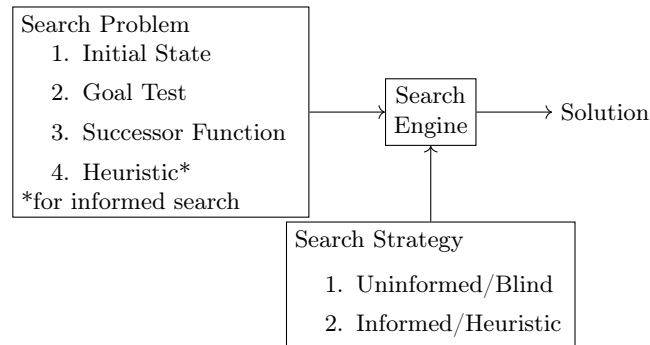 Search Problem
1. Initial State
2. Goal Test
3. Successor Function
4. Heuristic*
*for informed search
Search
Engine
Solution
Search Strategy
1. Uninformed/Blind
2. Informed/Heuristic